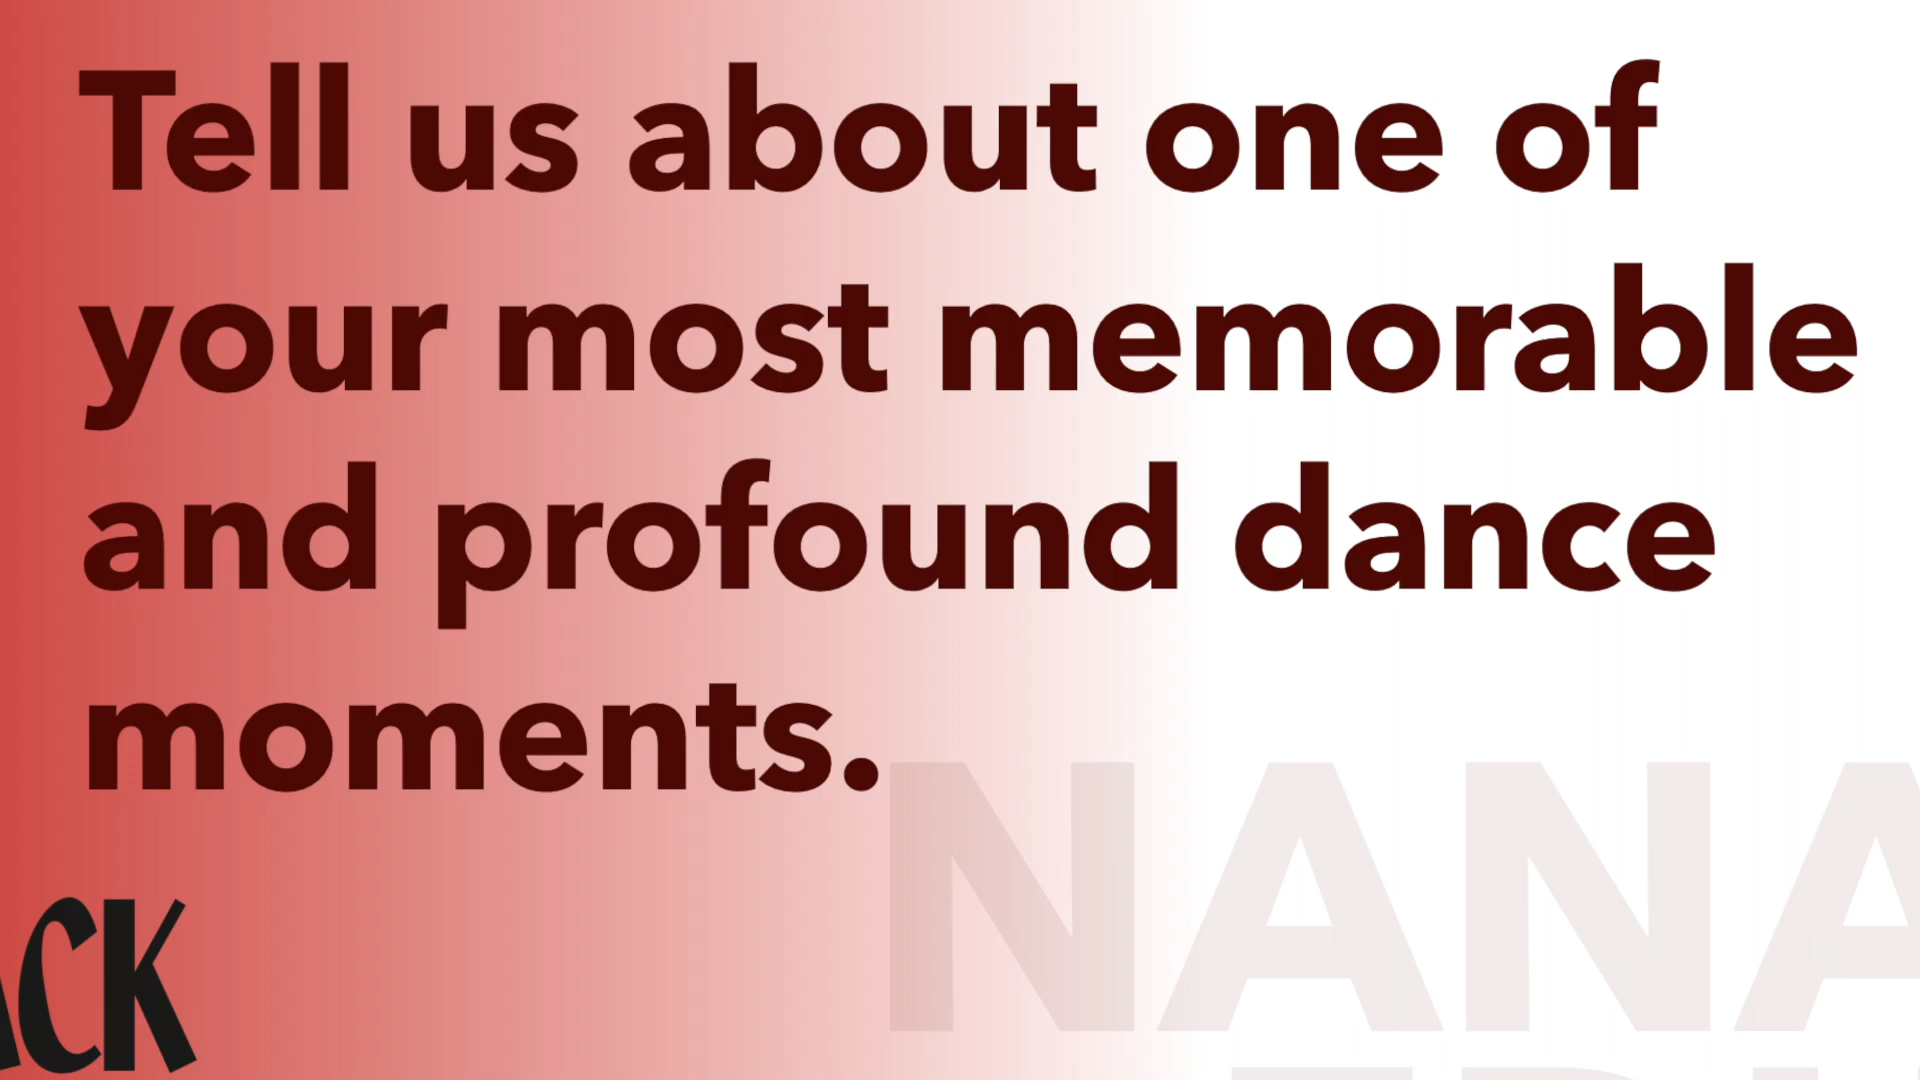 Tell us about one of
your most memorable
and profound dance
moments.
NANA
ACK